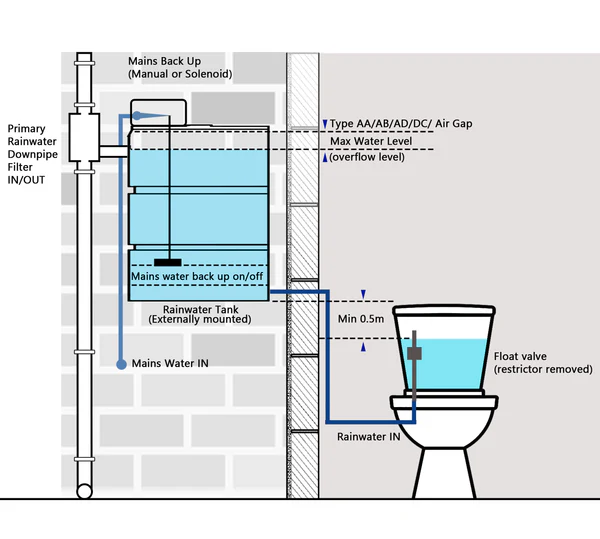 Mains Back Up
(Manual or Solenoid)
Primary
Rainwater
Downpipe
Filter
IN/OUT
Type AA/AB/AD/DC/ Air Gap
Max Water Level
(overflow level)
Mains water back up on/off
Rainwater Tank
(Externally mounted)
Min 0.5m
Mains Water IN
Float valve
(restrictor removed)
Rainwater IN